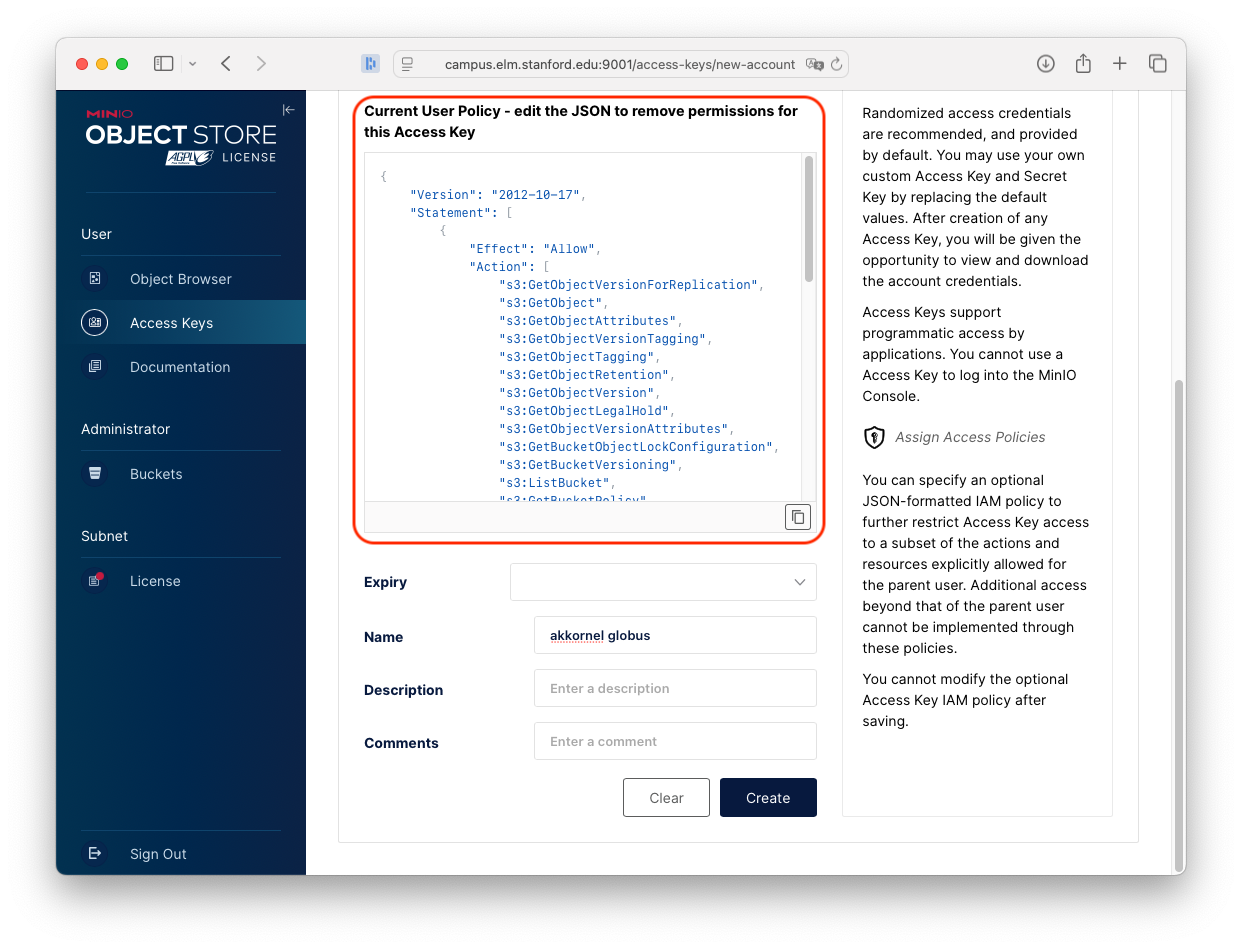 campus.elm.stanford.edu:9001/access-keys/new-account
MINIO
OBJECT STORE
AGPLv3 LICENSE
User
Object Browser
Access Keys
Documentation
Administrator
Buckets
Subnet
License
Sign Out
Current User Policy - edit the JSON to remove permissions for
this Access Key
{
"Version": "2012-10-17",
"Statement": [
{
"Effect": "Allow",
"Action": [
"s3:GetObjectVersionForReplication",
"s3:GetObject",
"s3:GetObjectAttributes",
"s3:GetObjectVersionTagging",
"s3:GetObjectTagging",
"s3:GetObjectRetention",
"s3:GetObjectVersion",
"s3:GetObjectLegalHold",
"s3:GetObjectVersionAttributes",
"s3:GetBucketObjectLockConfiguration",
"s3:GetBucketVersioning",
"s3:ListBucket",
"s3:GetBucketPolicy"
Expiry
Name
akkornel globus
Description
Enter a description
Comments
Enter a comment
Clear
Create
Randomized access credentials
are recommended, and provided
by default. You may use your own
custom Access Key and Secret
Key by replacing the default
values. After creation of any
Access Key, you will be given the
opportunity to view and download
the account credentials.
Access Keys support
programmatic access by
applications. You cannot use a
Access Key to log into the MinIO
Console.
Assign Access Policies
You can specify an optional
JSON-formatted IAM policy to
further restrict Access Key access
to a subset of the actions and
resources explicitly allowed for
the parent user. Additional access
beyond that of the parent user
cannot be implemented through
these policies.
You cannot modify the optional
Access Key IAM policy after
saving.